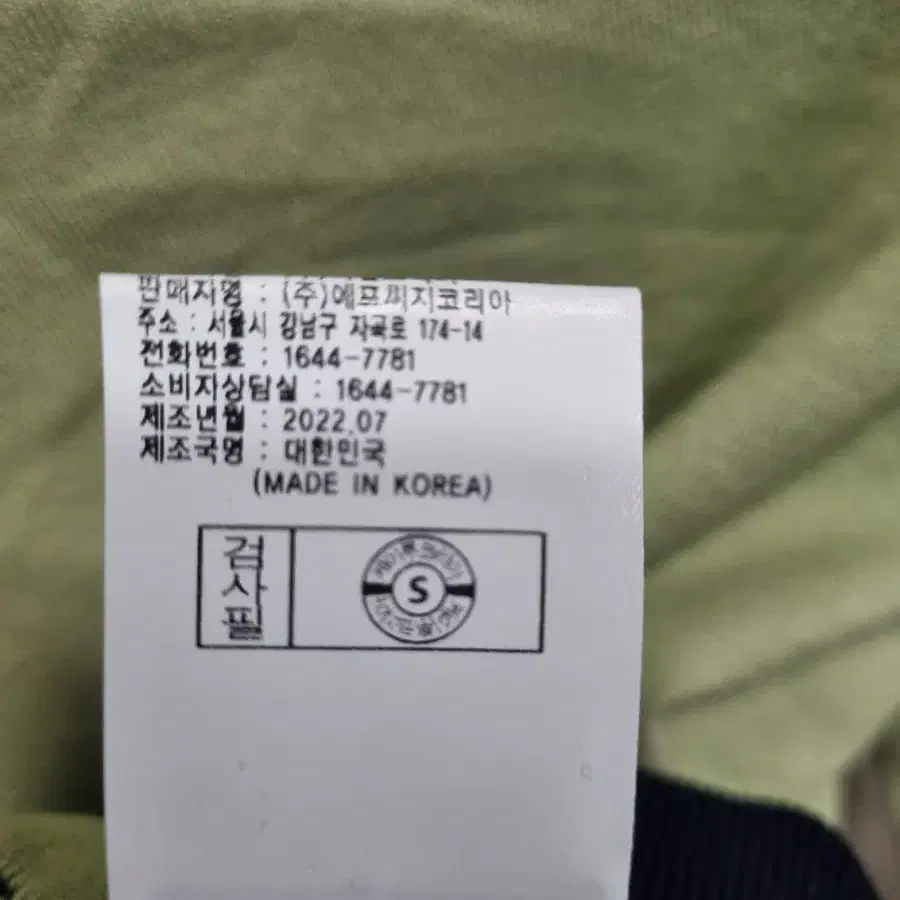 판매자명 : (주)에프씨지코리아
주소 : 서울시 강남구 자곡로 174-14
전화번호 : 1644-7781
소비자상담실 : 1644-7781
제조년월 : 2022.07
제조국명 : 대한민국
(MADE IN KOREA)
검사필
S